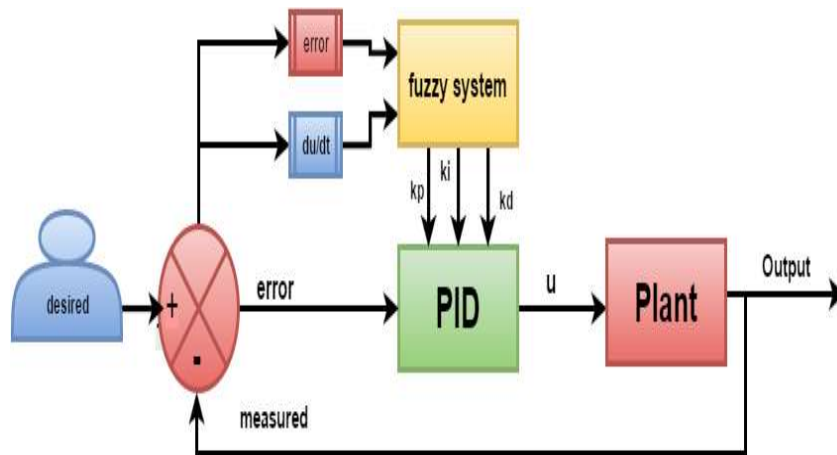 error
fuzzy system
du/dt
kp
ki
kd
desired
+
-
error
PID
u
Plant
Output
measured